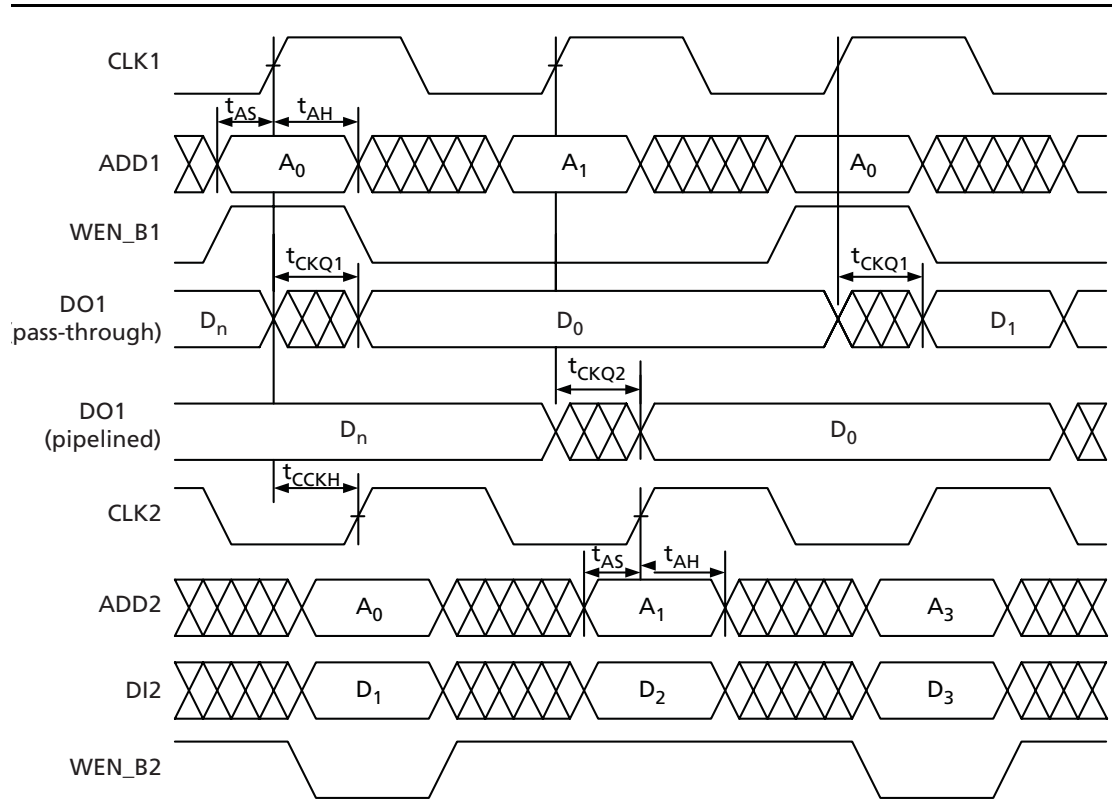 CLK1
tAS tAH
ADD1 A0 A1 A0
WEN_B1
tCKQ1 tCKQ1
DO1
(pass-through) Dn D0 D1
tCKQ2
DO1
(pipelined) Dn D0
tCCKH
CLK2
tAS tAH
ADD2 A0 A1 A3
DI2 D1 D2 D3
WEN_B2